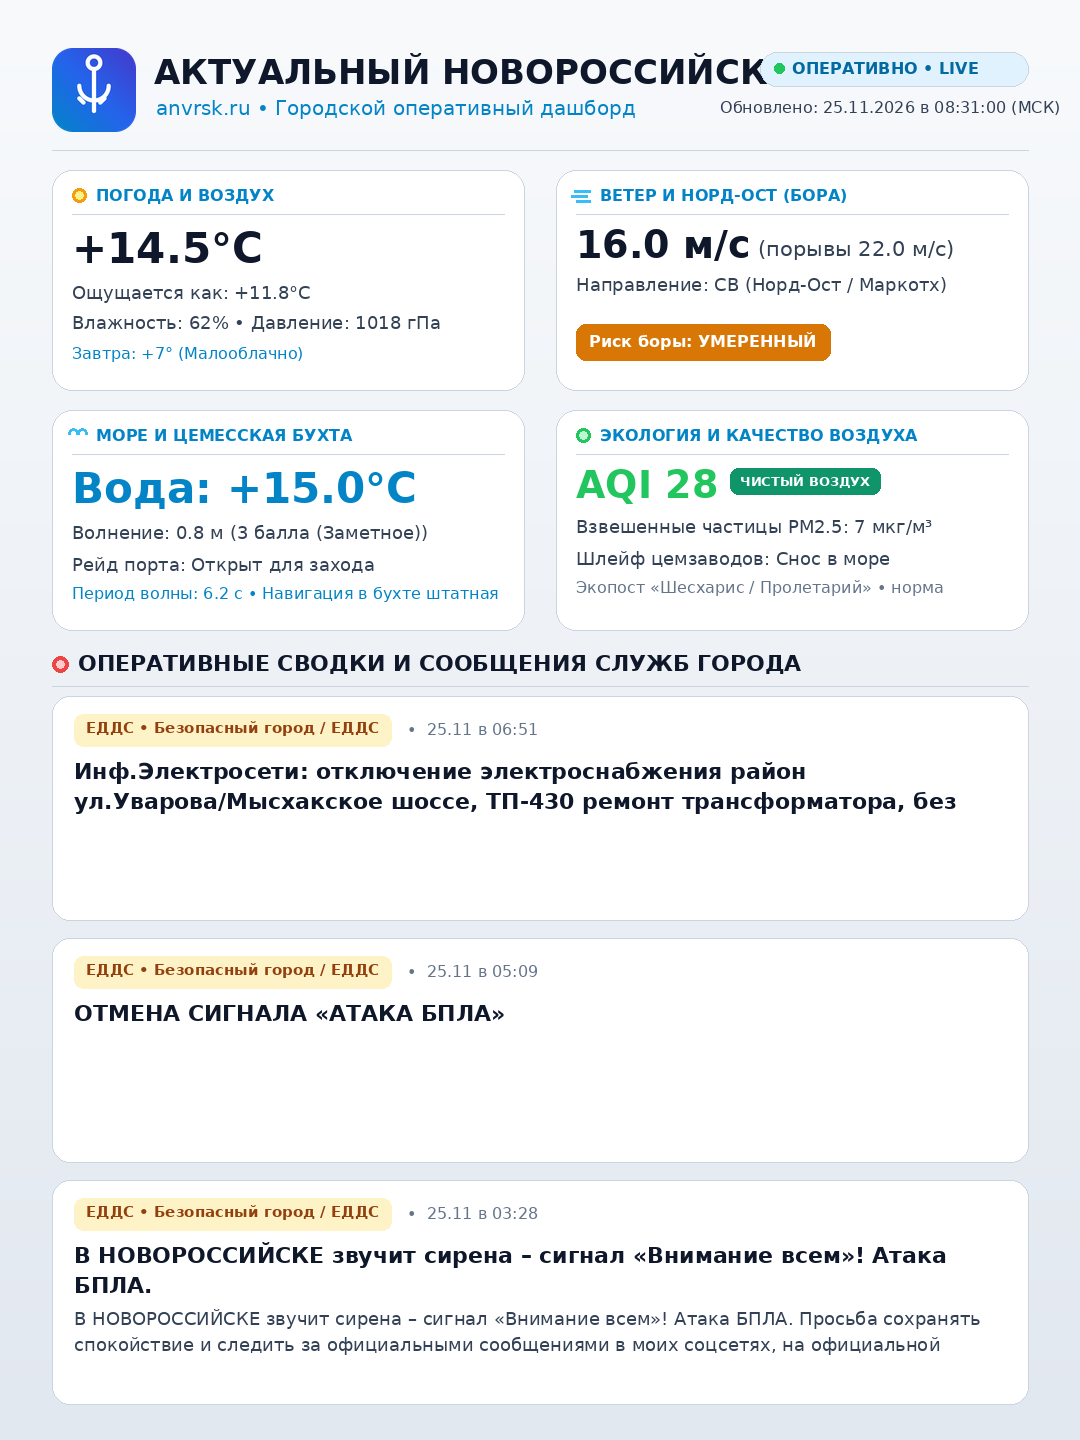 АКТУАЛЬНЫЙ НОВОРОССИЙСК
ОПЕРАТИВНО • LIVE
anvrsk.ru • Городской оперативный дашборд
Обновлено: 25.11.2026 в 08:31:00 (МСК)
ПОГОДА И ВОЗДУХ
+14.5°C
Ощущается как: +11.8°C
Влажность: 62% • Давление: 1018 гПа
Завтра: +7° (Малооблачно)
ВЕТЕР И НОРД-ОСТ (БОРА)
16.0 м/с (порывы 22.0 м/с)
Направление: СВ (Норд-Ост / Маркотх)
Риск боры: УМЕРЕННЫЙ
МОРЕ И ЦЕМЕССКАЯ БУХТА
Вода: +15.0°C
Волнение: 0.8 м (3 балла (Заметное))
Рейд порта: Открыт для захода
Период волны: 6.2 с • Навигация в бухте штатная
ЭКОЛОГИЯ И КАЧЕСТВО ВОЗДУХА
AQI 28 ЧИСТЫЙ ВОЗДУХ
Взвешенные частицы PM2.5: 7 мкг/м³
Шлейф цемзаводов: Снос в море
Экопост «Шесхарис / Пролетарий» • норма
ОПЕРАТИВНЫЕ СВОДКИ И СООБЩЕНИЯ СЛУЖБ ГОРОДА
ЕДДС • Безопасный город / ЕДДС • 25.11 в 06:51
Инф.Электросети: отключение электроснабжения район
ул.Уварова/Мысхакское шоссе, ТП-430 ремонт трансформатора, без
ЕДДС • Безопасный город / ЕДДС • 25.11 в 05:09
ОТМЕНА СИГНАЛА «АТАКА БПЛА»
ЕДДС • Безопасный город / ЕДДС • 25.11 в 03:28
В НОВОРОССИЙСКЕ звучит сирена – сигнал «Внимание всем»! Атака
БПЛА.
В НОВОРОССИЙСКЕ звучит сирена – сигнал «Внимание всем»! Атака БПЛА. Просьба сохранять
спокойствие и следить за официальными сообщениями в моих соцсетях, на официальной